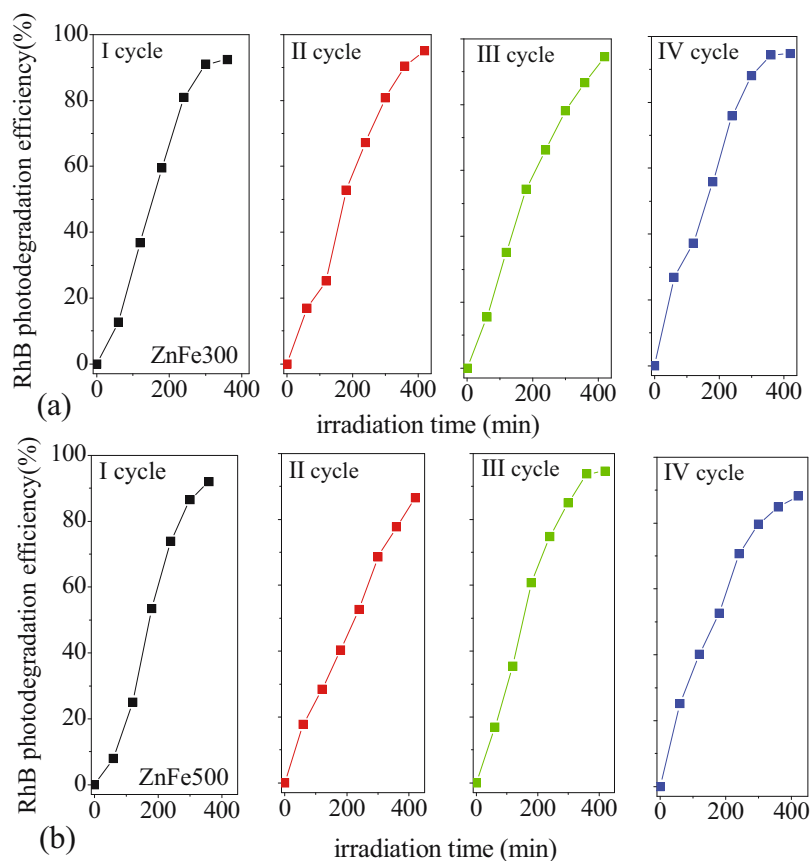 RhB photodegradation efficiency(%)
100
80
60
40
20
0
I cycle
II cycle
III cycle
IV cycle
ZnFe300
0 200 400
0 200 400
0 200 400
0 200 400
(a)
irradiation time (min)
RhB photodegradation efficiency(%)
100
80
60
40
20
0
I cycle
II cycle
III cycle
IV cycle
ZnFe500
0 200 400
0 200 400
0 200 400
0 200 400
(b)
irradiation time (min)